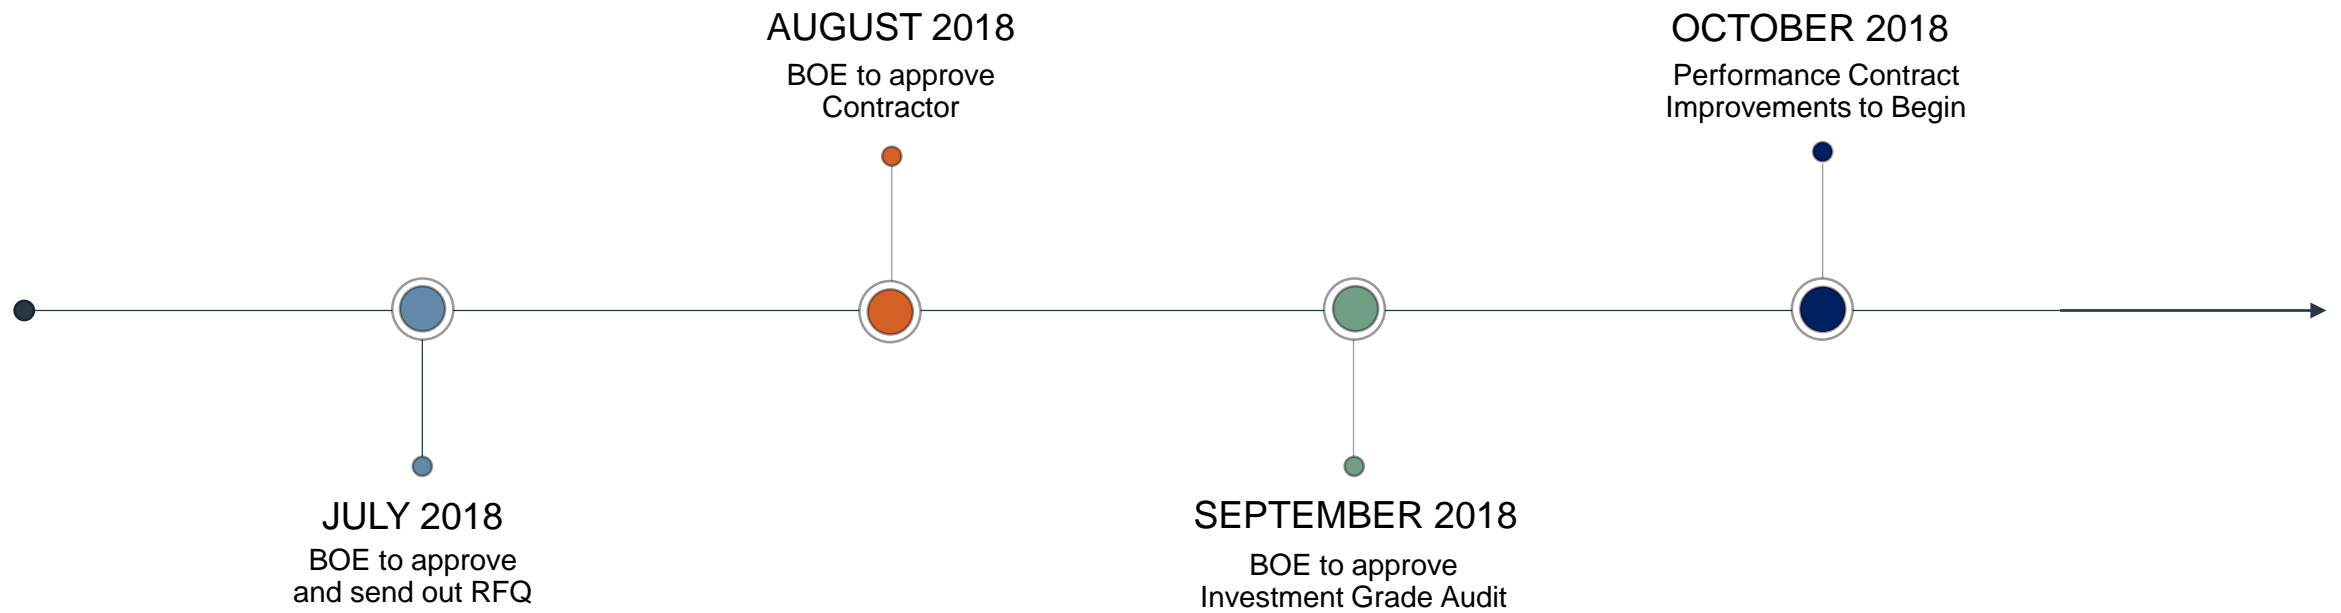 AUGUST 2018
BOE to approve
Contractor
OCTOBER 2018
Performance Contract
Improvements to Begin
JULY 2018
BOE to approve
and send out RFQ
SEPTEMBER 2018
BOE to approve
Investment Grade Audit